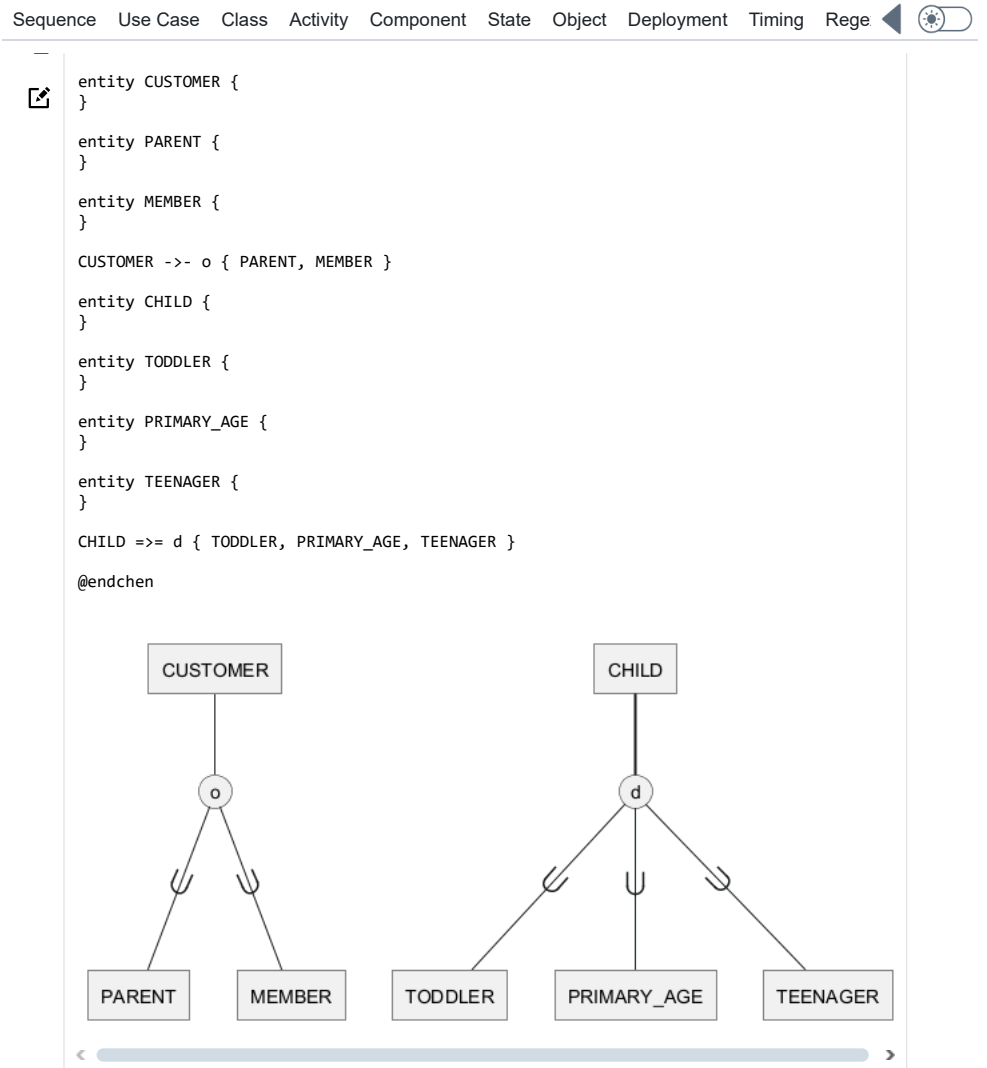 Sequence Use Case Class Activity Component State Object Deployment Timing Rege
entity CUSTOMER {
}
entity PARENT {
}
entity MEMBER {
}
CUSTOMER ->- o { PARENT, MEMBER }
entity CHILD {
}
entity TODDLER {
}
entity PRIMARY_AGE {
}
entity TEENAGER {
}
CHILD =>= d { TODDLER, PRIMARY_AGE, TEENAGER }
@endchen
CUSTOMER CHILD
o d
U U U U U
PARENT MEMBER TODDLER PRIMARY_AGE TEENAGER